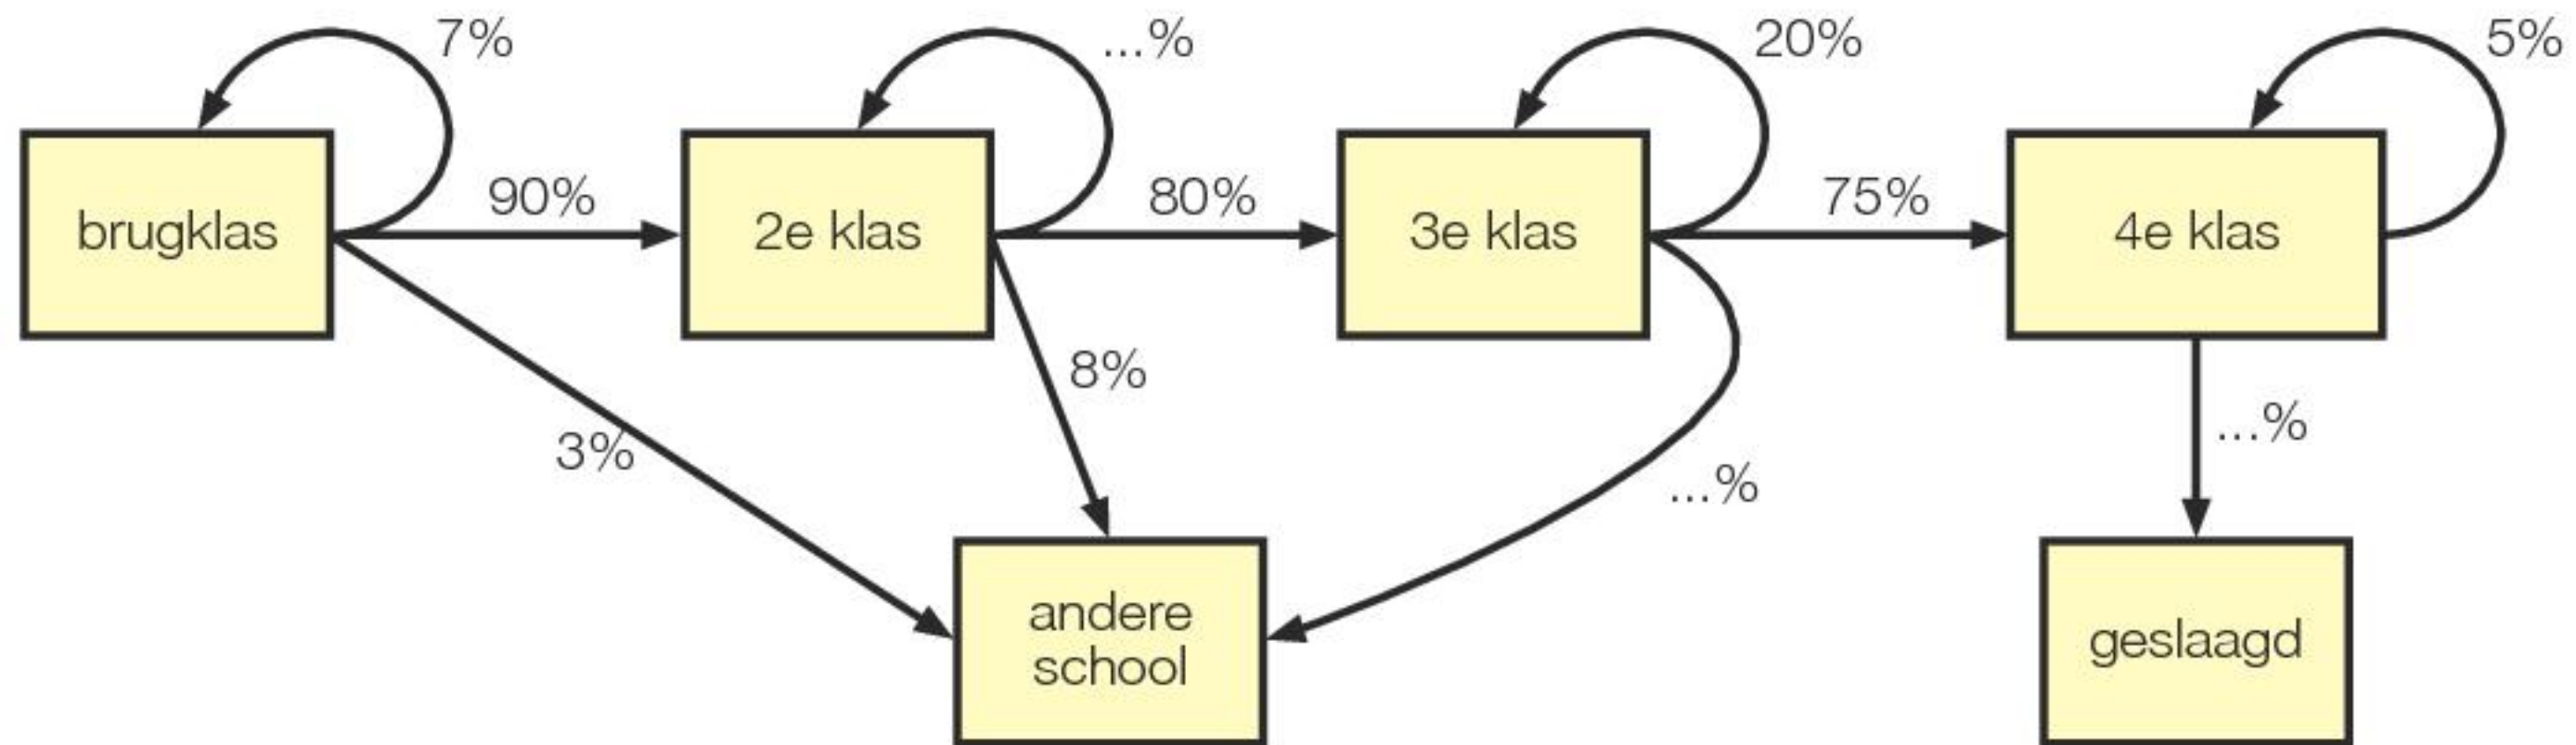 7%
...%
20%
5%
90%
80%
75%
brugklas
2e klas
3e klas
4e klas
8%
3%
...%
...%
andere
school
geslaagd